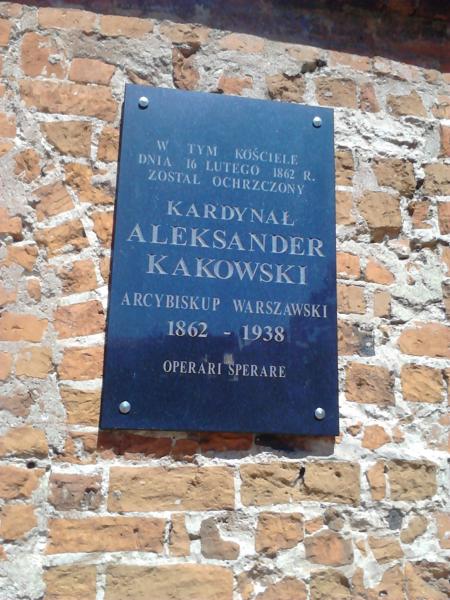 W TYM KOŚCIELE
DNIA 16 LUTEGO 1862 R.
ZOSTAŁ OCHRZCZONY
KARDYNAŁ
ALEKSANDER
KAKOWSKI
ARCYBISKUP WARSZAWSKI
1862 - 1938
OPERARI SPERARE